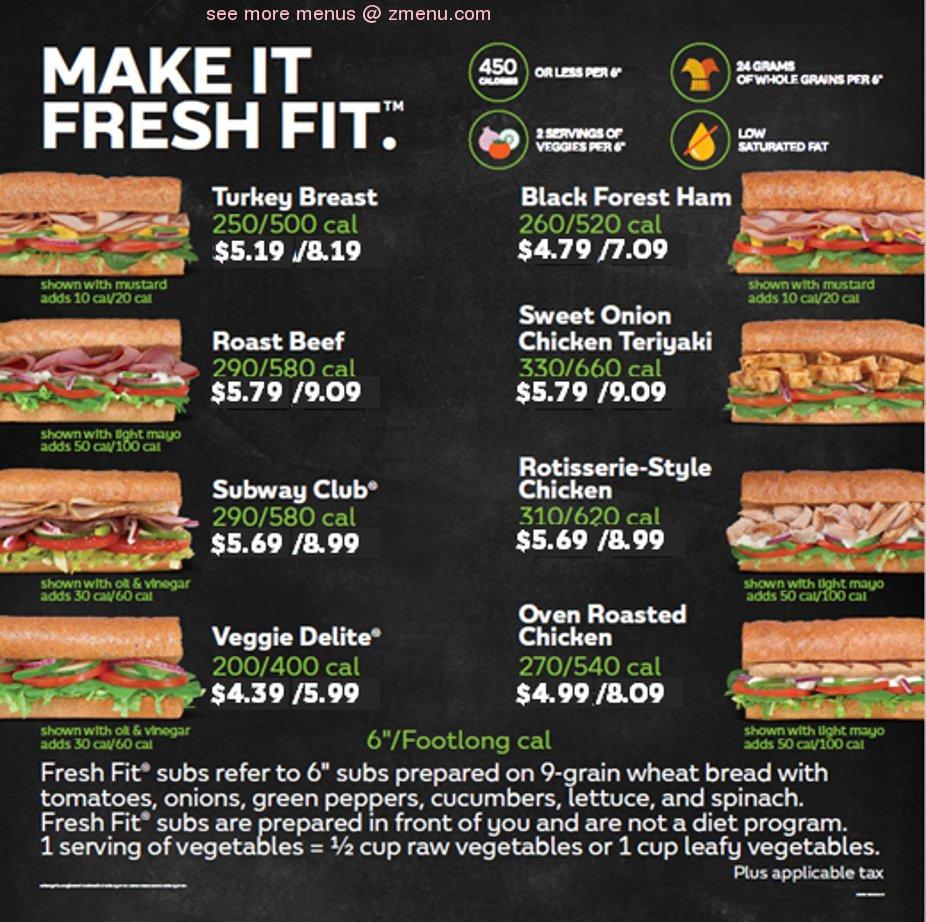 see more menus @ zmenu.com
MAKE IT
FRESH FIT.™
450
CALORIES
OR LESS PER 6"
24 GRAMS
OF WHOLE GRAINS PER 6"
2 SERVINGS OF
VEGGIES PER 6"
LOW
SATURATED FAT
Turkey Breast
250/500 cal
$5.19 /8.19
shown with mustard
adds 10 cal/20 cal
Black Forest Ham
260/520 cal
$4.79 /7.09
shown with mustard
adds 10 cal/20 cal
Roast Beef
290/580 cal
$5.79 /9.09
shown with light mayo
adds 50 cal/100 cal
Sweet Onion
Chicken Teriyaki
330/660 cal
$5.79 /9.09
Subway Club®
290/580 cal
$5.69 /8.99
shown with oil & vinegar
adds 30 cal/60 cal
Rotisserie-Style
Chicken
310/620 cal
$5.69 /8.99
shown with light mayo
adds 50 cal/100 cal
Veggie Delite®
200/400 cal
$4.39 /5.99
shown with oil & vinegar
adds 30 cal/60 cal
Oven Roasted
Chicken
270/540 cal
$4.99 /8.09
shown with light mayo
adds 50 cal/100 cal
6"/Footlong cal
Fresh Fit® subs refer to 6" subs prepared on 9-grain wheat bread with
tomatoes, onions, green peppers, cucumbers, lettuce, and spinach.
Fresh Fit® subs are prepared in front of you and are not a diet program.
1 serving of vegetables = ½ cup raw vegetables or 1 cup leafy vegetables.
Plus applicable tax